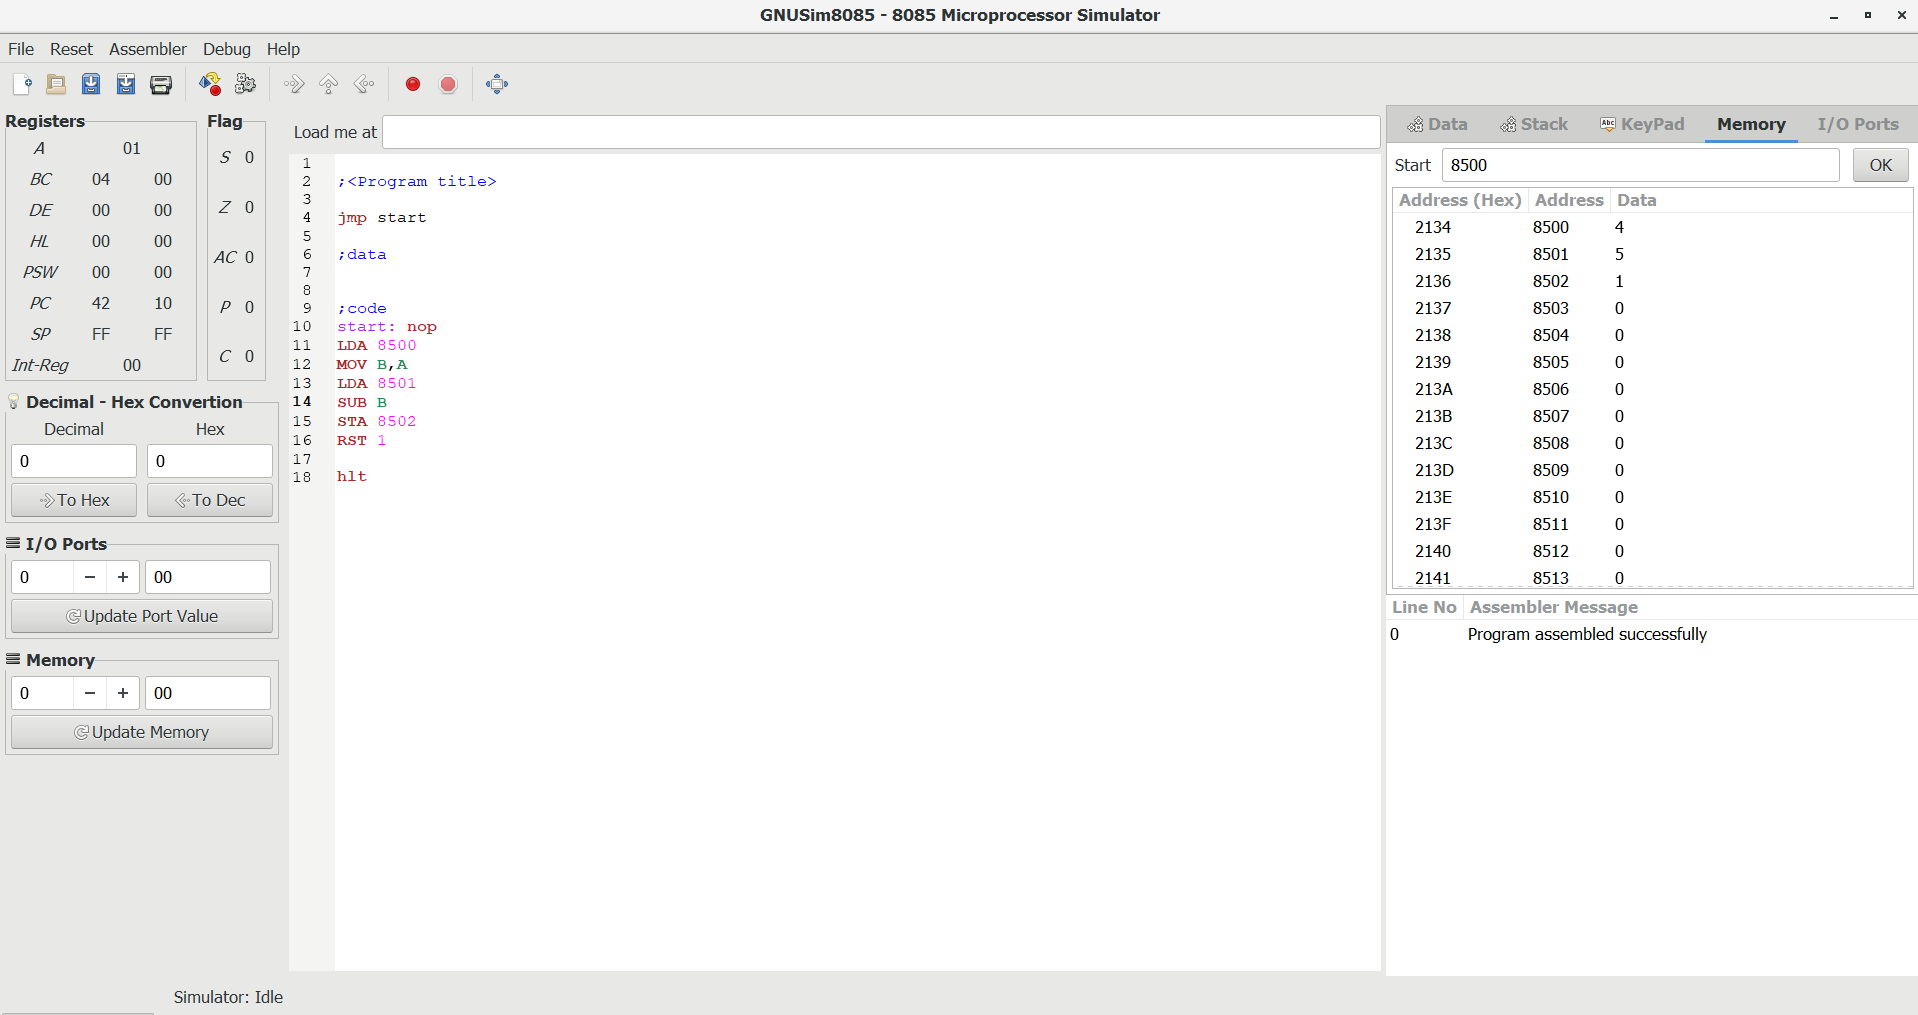 GNUSim8085 - 8085 Microprocessor Simulator
File Reset Assembler Debug Help
Registers
A 01
BC 04 00
DE 00 00
HL 00 00
PSW 00 00
PC 42 10
SP FF FF
Int-Reg 00
Flag
S 0
Z 0
AC 0
P 0
C 0
Decimal - Hex Convertion
Decimal Hex
0 0
To Hex To Dec
I/O Ports
0 − + 00
Update Port Value
Memory
0 − + 00
Update Memory
Load me at
1
2 ;<Program title>
3
4 jmp start
5
6 ;data
7
8
9 ;code
10 start: nop
11 LDA 8500
12 MOV B,A
13 LDA 8501
14 SUB B
15 STA 8502
16 RST 1
17
18 hlt
Data Stack Abc KeyPad Memory I/O Ports
Start 8500 OK
Address (Hex) Address Data
2134 8500 4
2135 8501 5
2136 8502 1
2137 8503 0
2138 8504 0
2139 8505 0
213A 8506 0
213B 8507 0
213C 8508 0
213D 8509 0
213E 8510 0
213F 8511 0
2140 8512 0
2141 8513 0
Line No Assembler Message
0 Program assembled successfully
Simulator: Idle